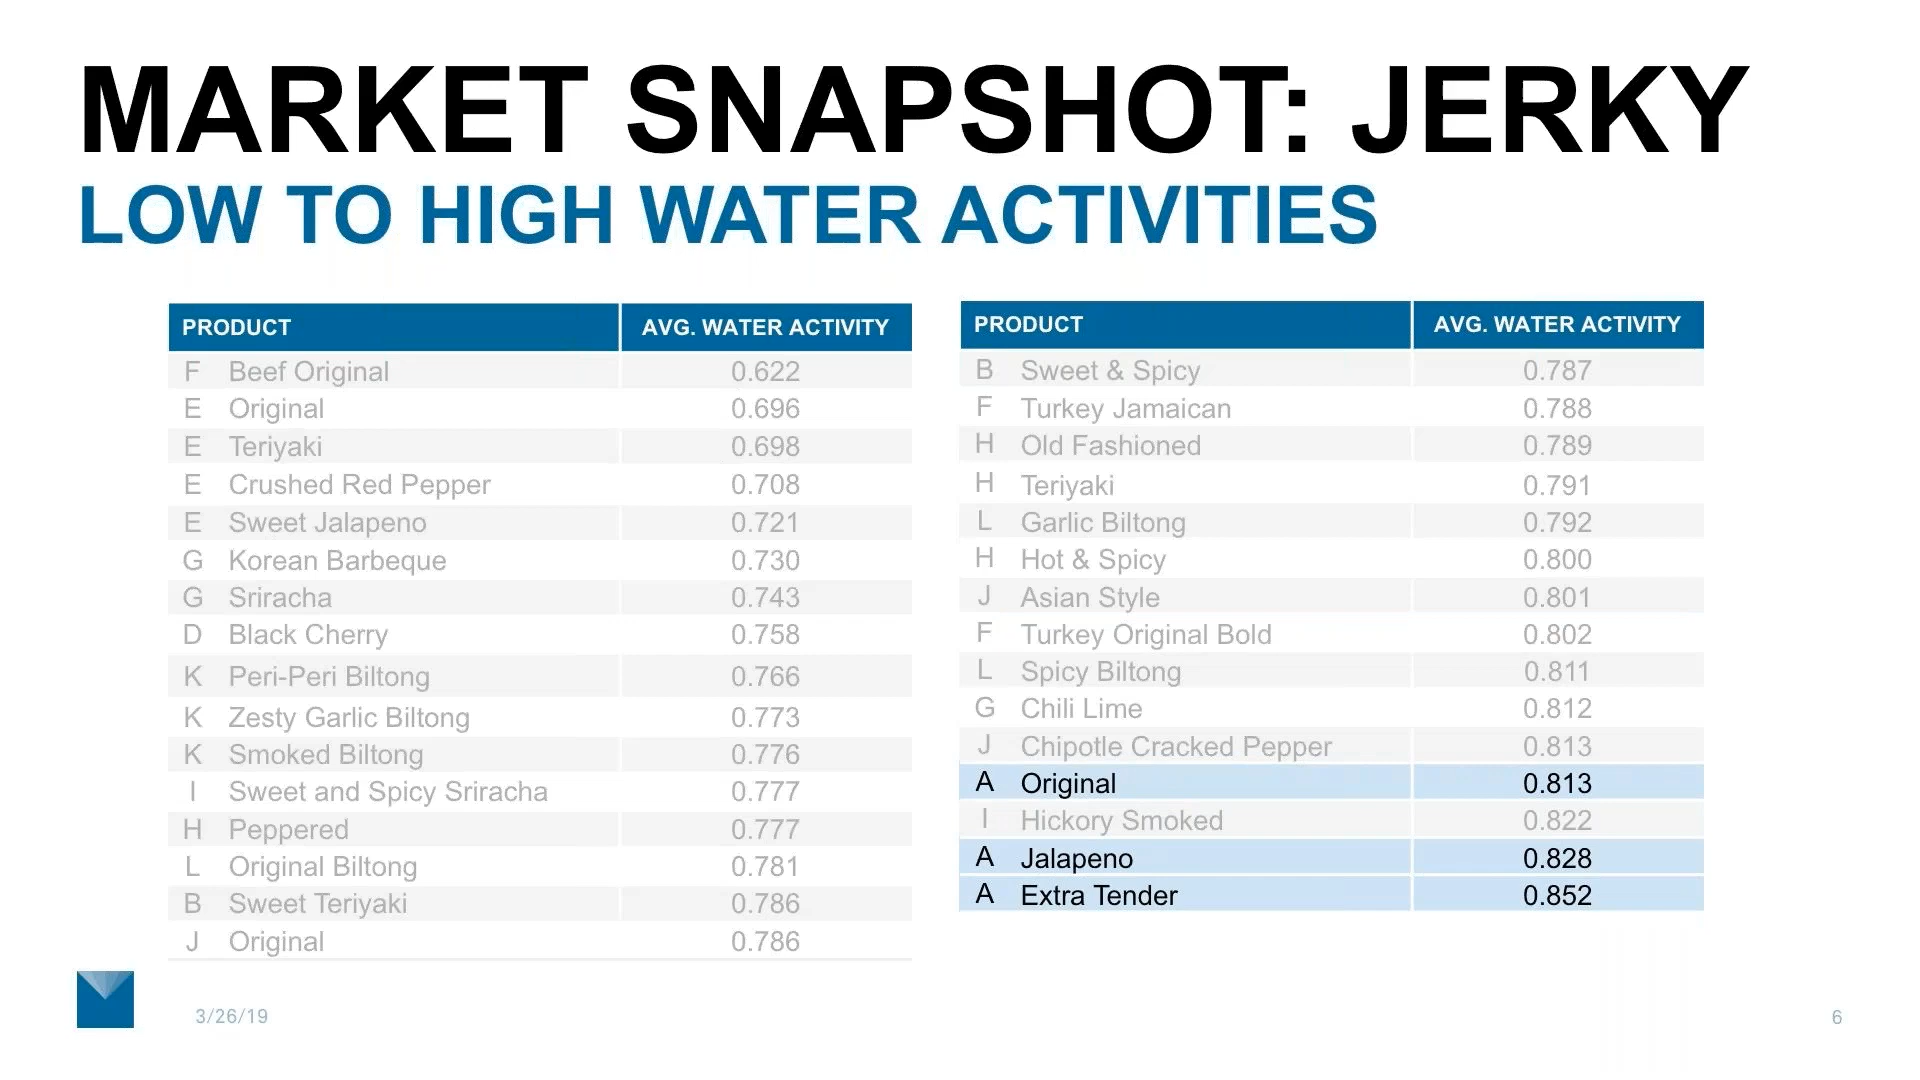 MARKET SNAPSHOT: JERKY
LOW TO HIGH WATER ACTIVITIES
PRODUCT AVG. WATER ACTIVITY
F Beef Original 0.622
E Original 0.696
E Teriyaki 0.698
E Crushed Red Pepper 0.708
E Sweet Jalapeno 0.721
G Korean Barbeque 0.730
G Sriracha 0.743
D Black Cherry 0.758
K Peri-Peri Biltong 0.766
K Zesty Garlic Biltong 0.773
K Smoked Biltong 0.776
I Sweet and Spicy Sriracha 0.777
H Peppered 0.777
L Original Biltong 0.781
B Sweet Teriyaki 0.786
J Original 0.786
PRODUCT AVG. WATER ACTIVITY
B Sweet & Spicy 0.787
F Turkey Jamaican 0.788
H Old Fashioned 0.789
H Teriyaki 0.791
L Garlic Biltong 0.792
H Hot & Spicy 0.800
J Asian Style 0.801
F Turkey Original Bold 0.802
L Spicy Biltong 0.811
G Chili Lime 0.812
J Chipotle Cracked Pepper 0.813
A Original 0.813
I Hickory Smoked 0.822
A Jalapeno 0.828
A Extra Tender 0.852
3/26/19
6